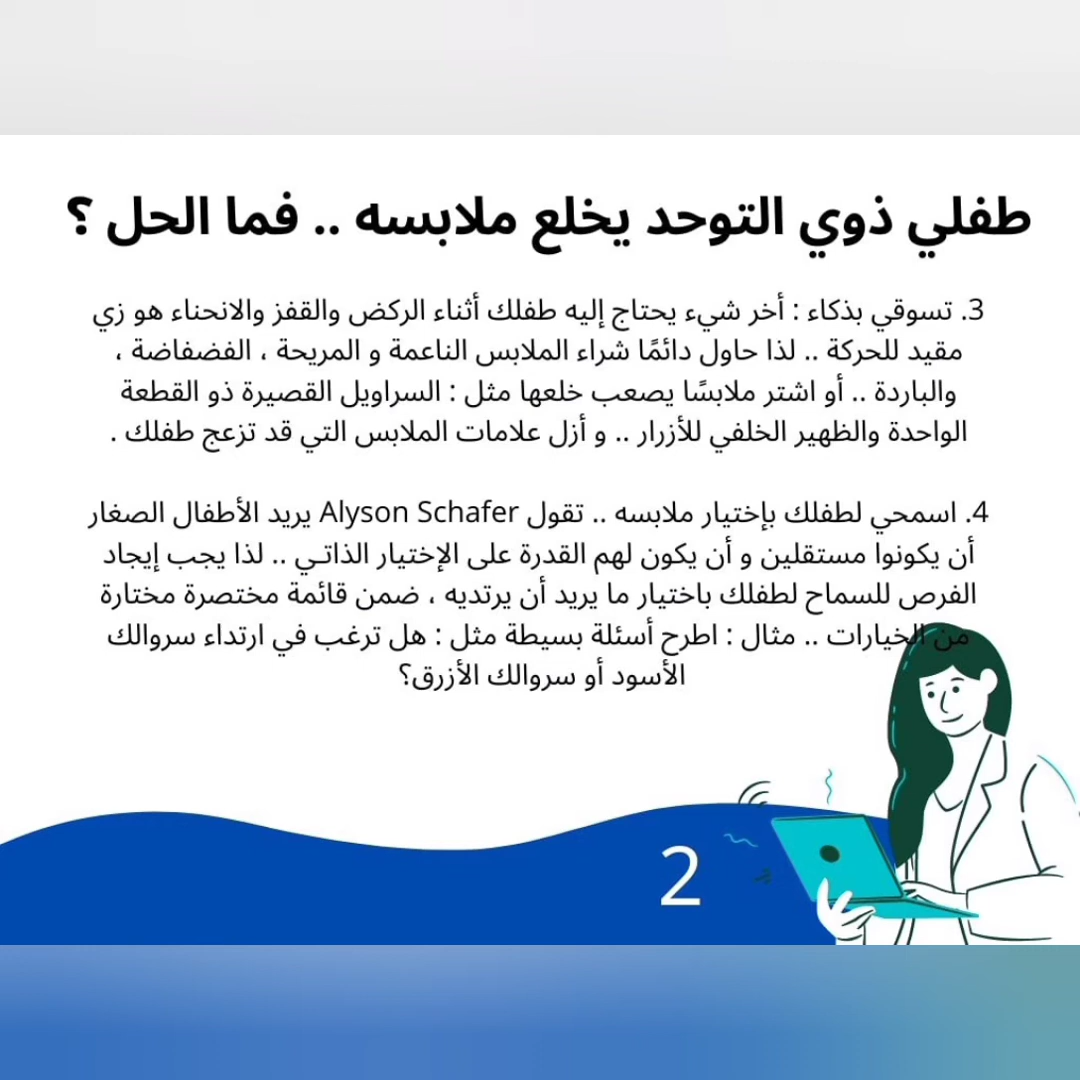 طفلي ذوي التوحد يخلع ملابسه .. فما الحل ؟
3. تسوقي بذكاء : أخر شيء يحتاج إليه طفلك أثناء الركض والقفز والانحناء هو زي
مقيد للحركة .. لذا حاول دائمًا شراء الملابس الناعمة و المريحة ، الفضفاضة ،
والباردة .. أو اشتر ملابسًا يصعب خلعها مثل : السراويل القصيرة ذو القطعة
الواحدة والظهير الخلفي للأزرار .. و أزل علامات الملابس التي قد تزعج طفلك .
4. اسمحي لطفلك بإختيار ملابسه .. تقول Alyson Schafer يريد الأطفال الصغار
أن يكونوا مستقلين و أن يكون لهم القدرة على الإختيار الذاتي .. لذا يجب إيجاد
الفرص للسماح لطفلك باختيار ما يريد أن يرتديه ، ضمن قائمة مختصرة مختارة
من الخيارات .. مثال : اطرح أسئلة بسيطة مثل : هل ترغب في ارتداء سروالك
الأسود أو سروالك الأزرق؟
2